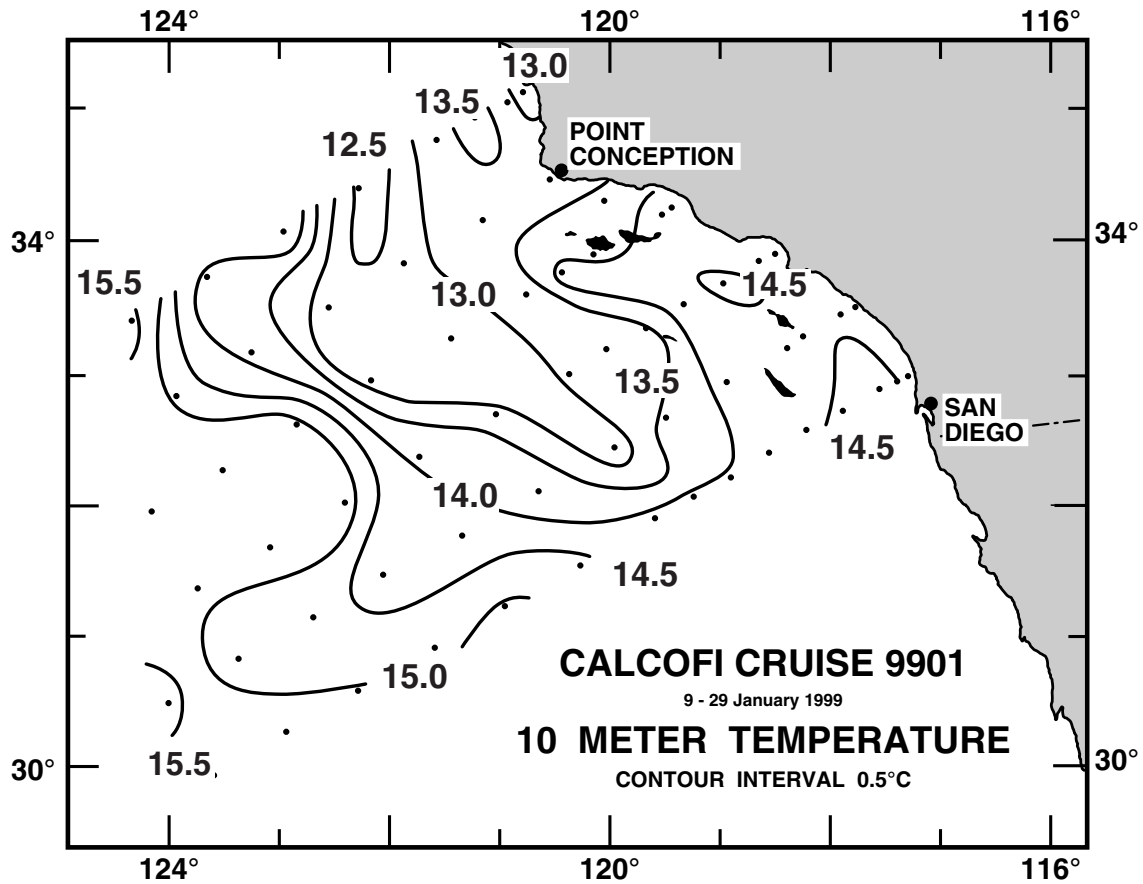 124°
120°
116°
13.0
13.5
POINT
CONCEPTION
12.5
34°
34°
15.5
14.5
13.0
13.5
SAN
DIEGO
14.5
14.0
14.5
15.0
CALCOFI CRUISE 9901
9 - 29 January 1999
10 METER TEMPERATURE
15.5
30°
30°
CONTOUR INTERVAL 0.5°C
124°
120°
116°